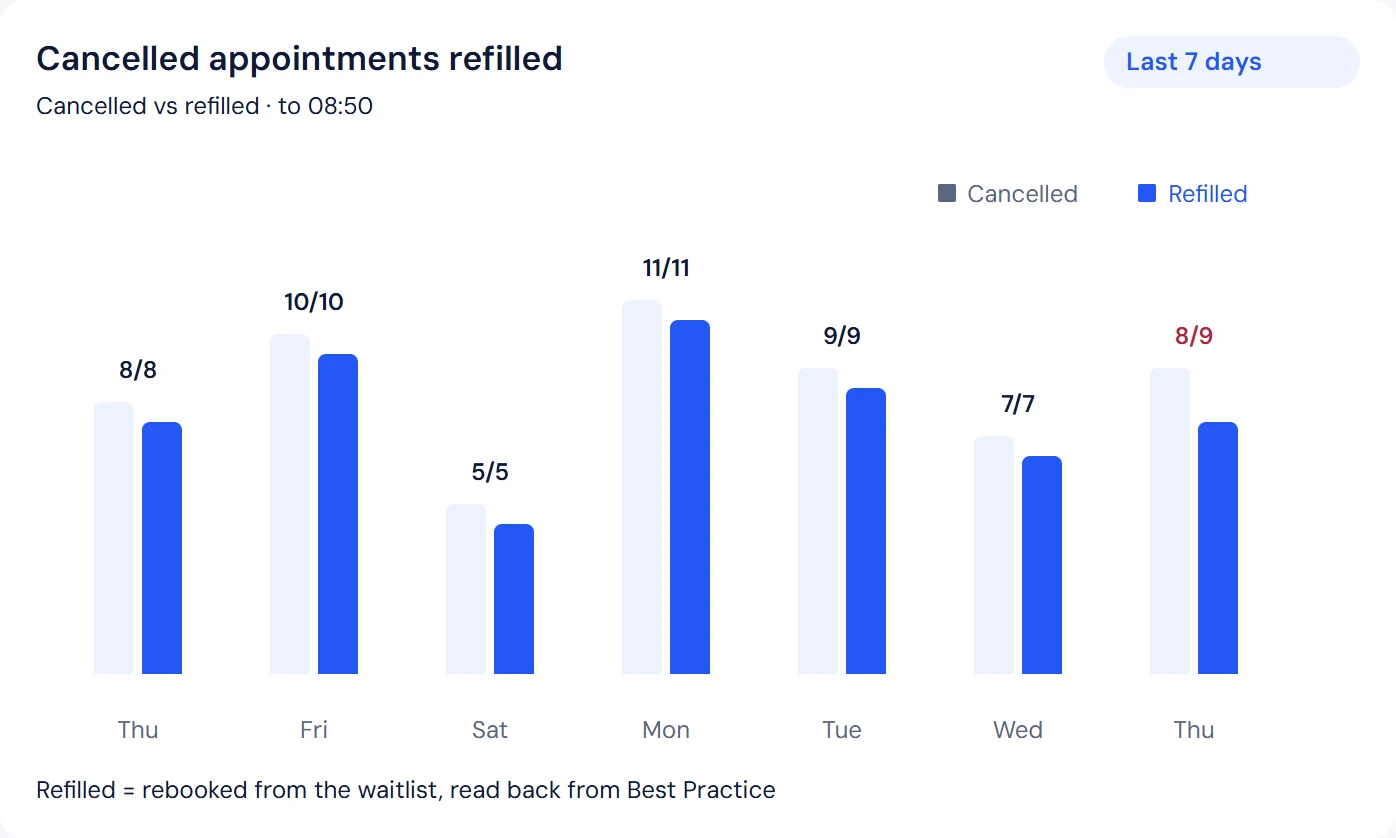 Cancelled appointments refilled
Last 7 days
Cancelled vs refilled · to 08:50
Cancelled
Refilled
8/8
10/10
5/5
11/11
9/9
7/7
8/9
Thu
Fri
Sat
Mon
Tue
Wed
Thu
Refilled = rebooked from the waitlist, read back from Best Practice